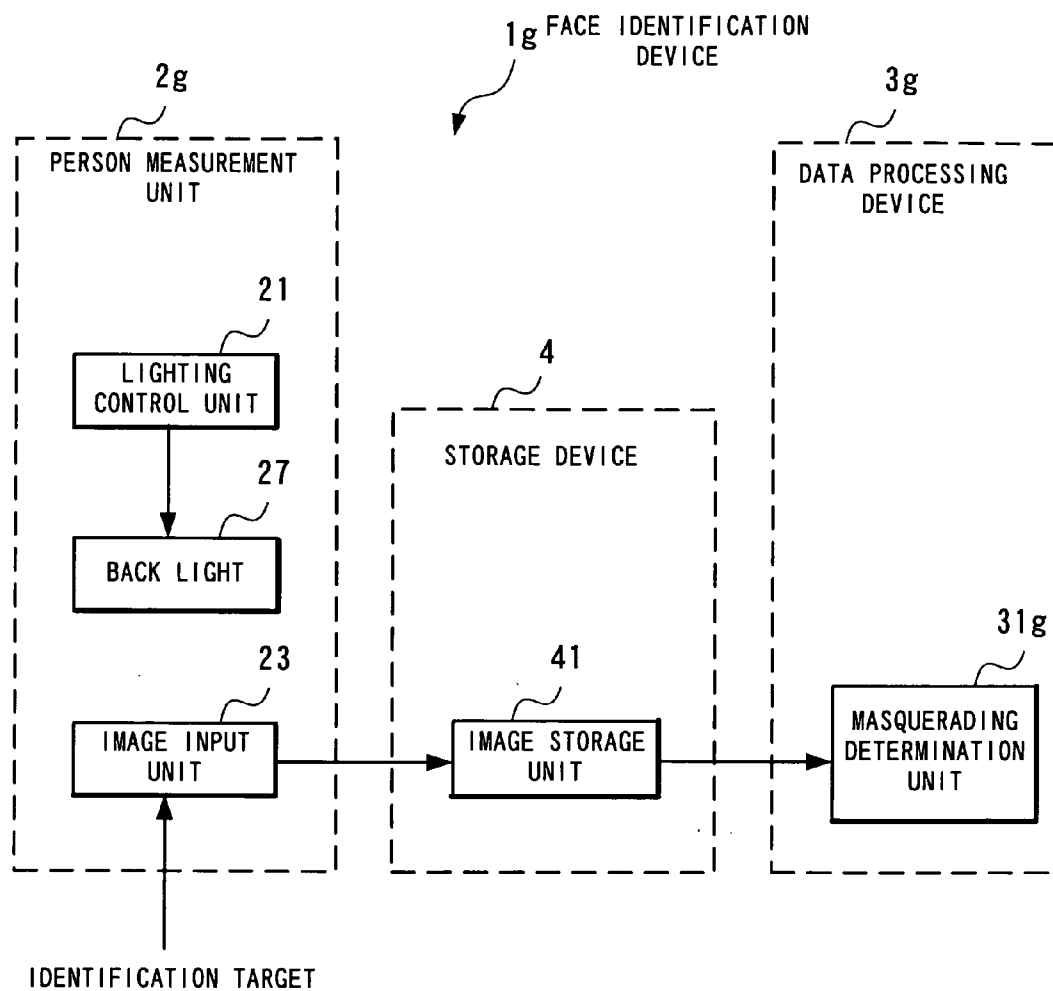 1g FACE IDENTIFICATION
DEVICE
2g
3g
PERSON MEASUREMENT
UNIT
DATA PROCESSING
DEVICE
21
LIGHTING
CONTROL UNIT
4
STORAGE DEVICE
27
BACK LIGHT
23
IMAGE INPUT
UNIT
41
IMAGE STORAGE
UNIT
31g
MASQUERADING
DETERMINATION
UNIT
IDENTIFICATION TARGET